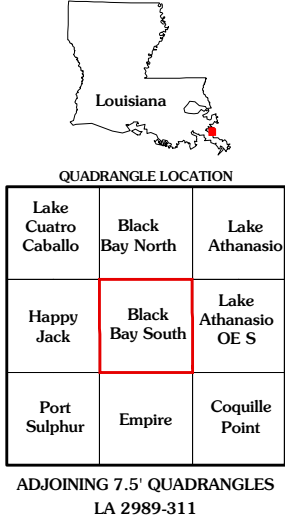 Louisiana
QUADRANGLE LOCATION
Lake
Cuatro
Caballo
Black
Bay North
Lake
Athanasio
Happy
Jack
Black
Bay South
Lake
Athanasio
OE S
Port
Sulphur
Empire
Coquille
Point
ADJOINING 7.5' QUADRANGLES
LA 2989-311